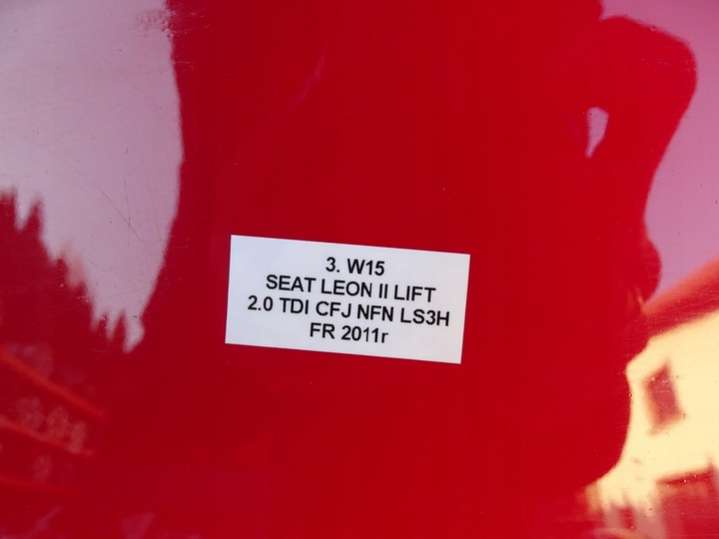 3. W15
SEAT LEON II LIFT
2.0 TDI CFJ NFN LS3H
FR 2011r